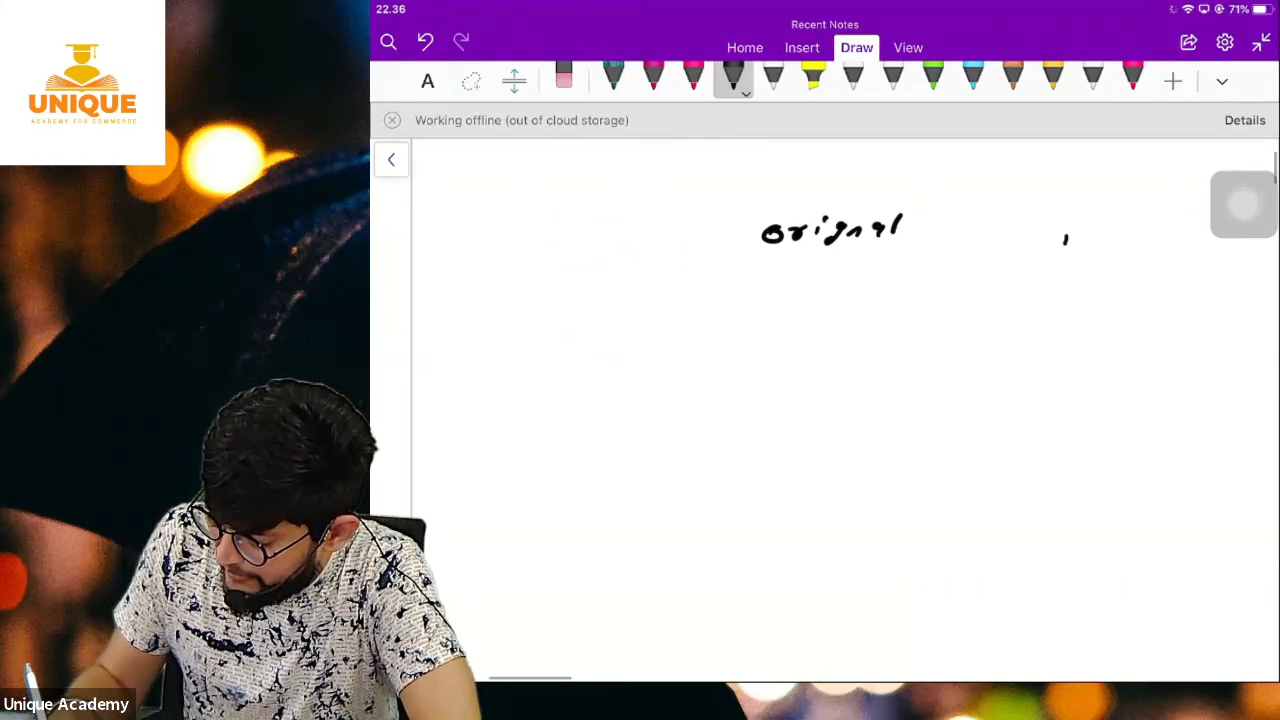 22.36
71%
Recent Notes
Home Insert Draw View
A
Working offline (out of cloud storage)
Details
orignal
UNIQUE
ACADEMY FOR COMMERCE
Unique Academy